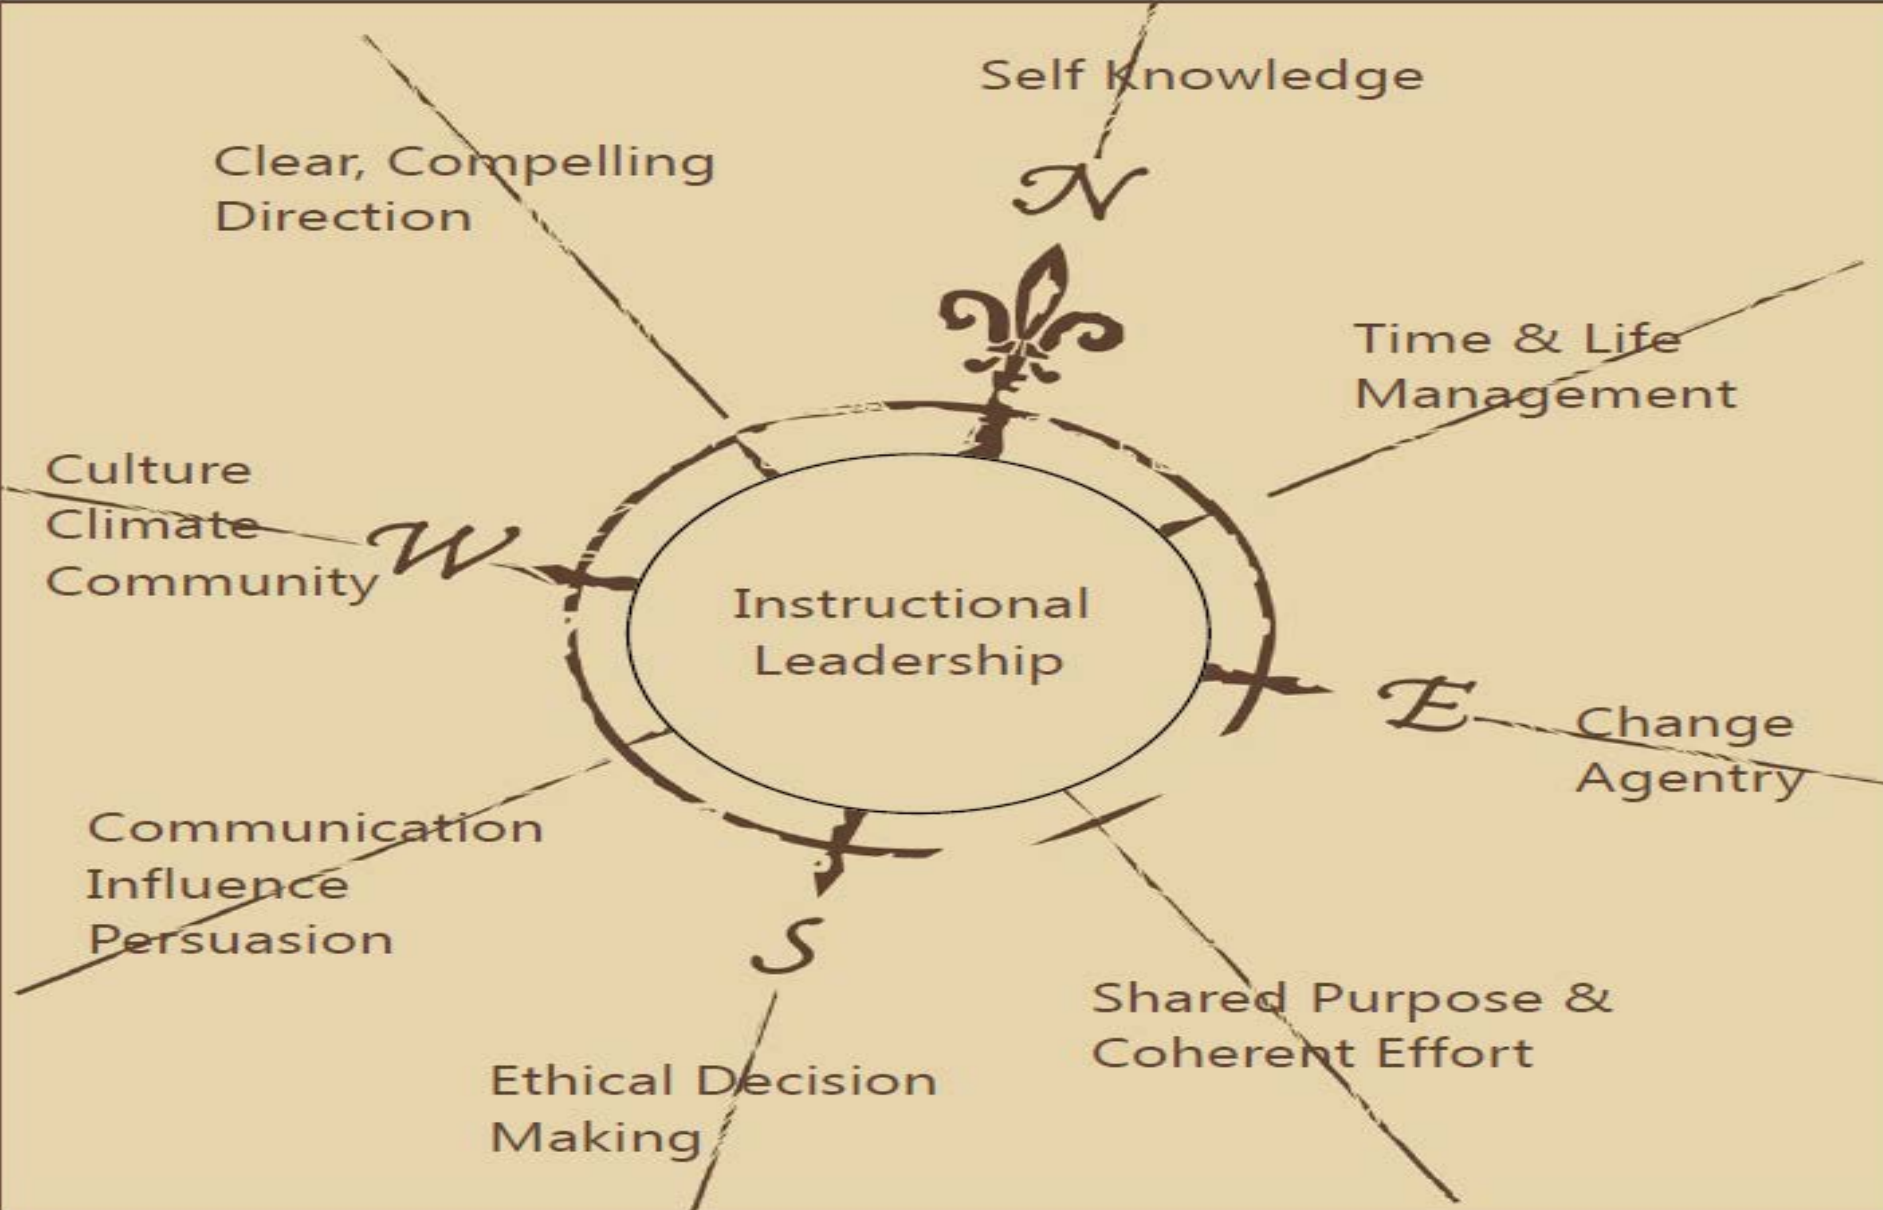 Self Knowledge
Clear, Compelling
Direction
N
Time & Life
Management
Culture
Climate
Community
W
Instructional
Leadership
E
Change
Agentry
Communication
Influence
Persuasion
S
Shared Purpose &
Coherent Effort
Ethical Decision
Making